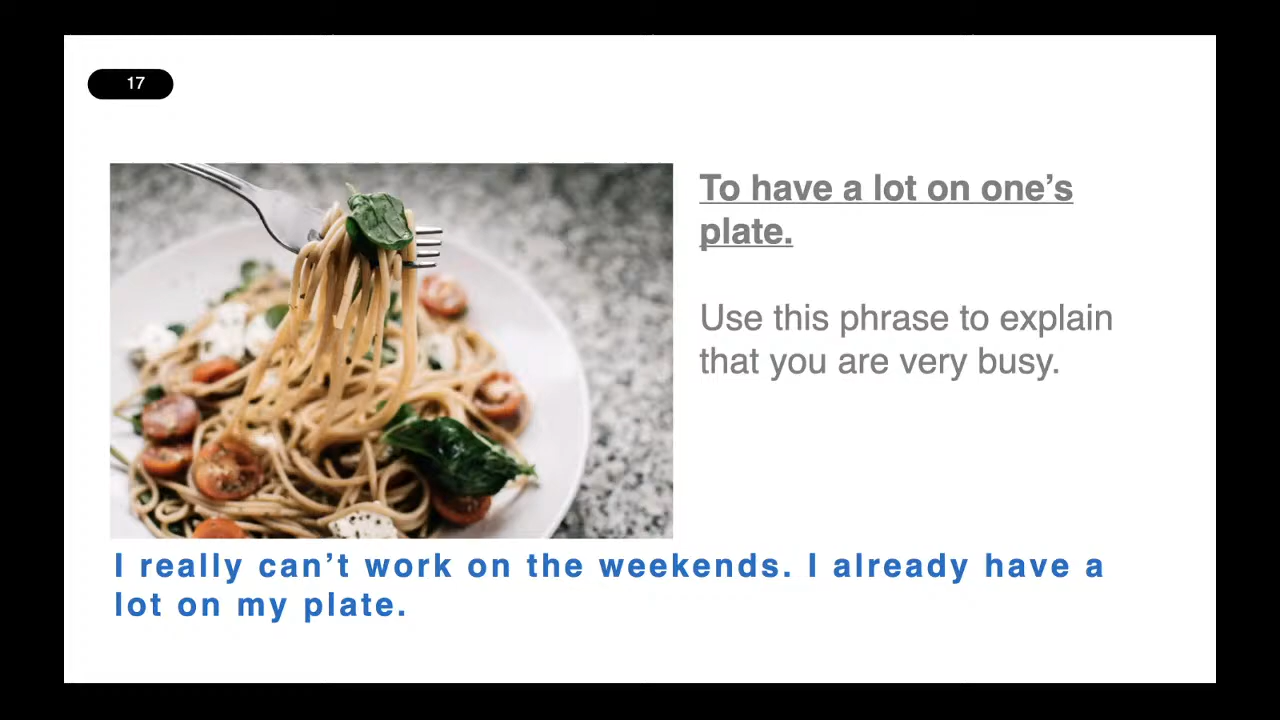 17
To have a lot on one’s
plate.
Use this phrase to explain
that you are very busy.
I really can’t work on the weekends. I already have a
lot on my plate.